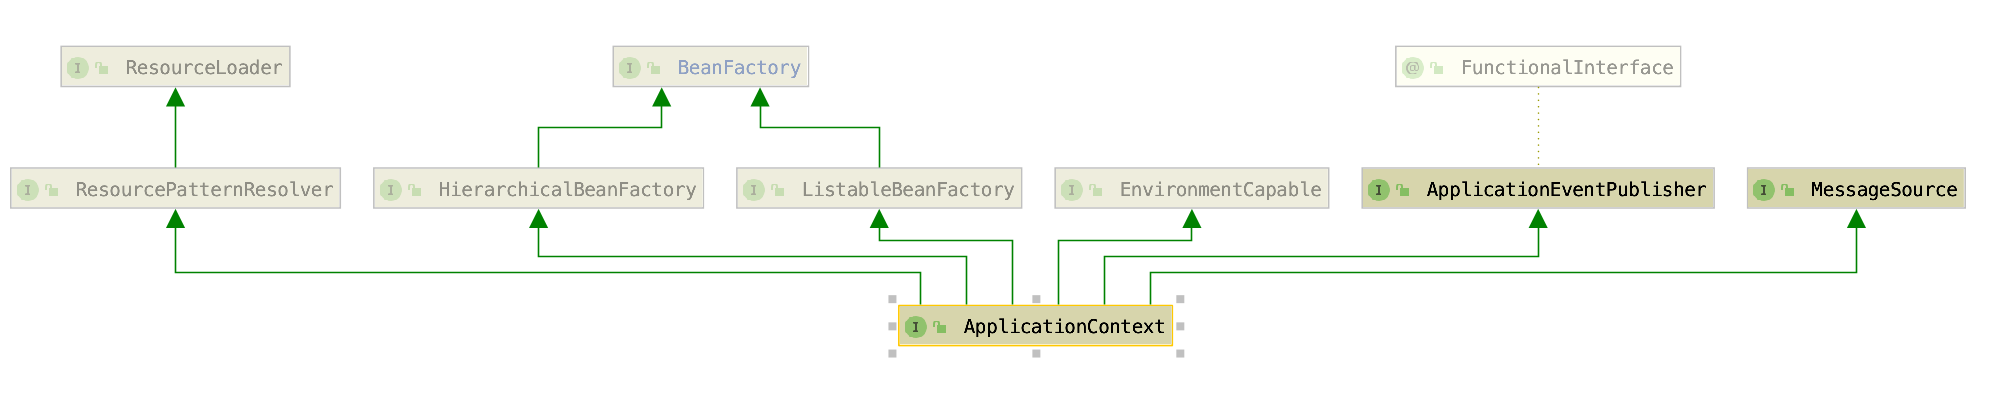 I ResourceLoader
I BeanFactory
@ FunctionalInterface
I ResourcePatternResolver
I HierarchicalBeanFactory
I ListableBeanFactory
I EnvironmentCapable
I ApplicationEventPublisher
I MessageSource
I ApplicationContext